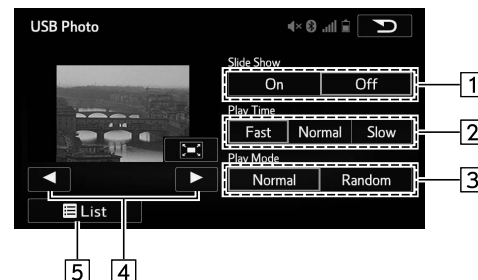 USB Photo
Slide Show
On Off
1
Play Time
Fast Normal Slow
2
Play Mode
Normal Random
3
List
5 4